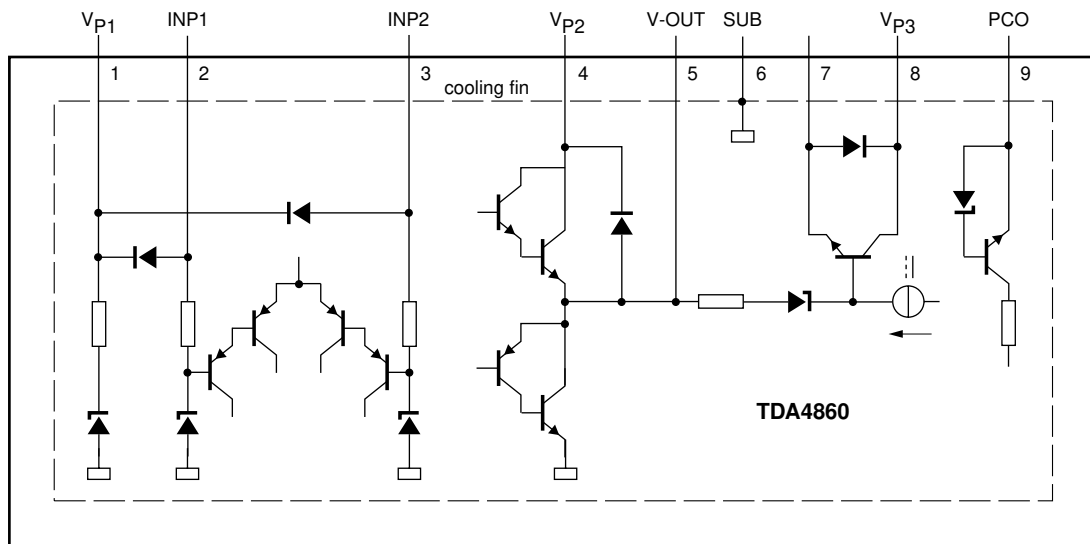 VP1 INP1 INP2 VP2 V-OUT SUB VP3 PCO
1 2 3 4 5 6 7 8 9
cooling fin
TDA4860